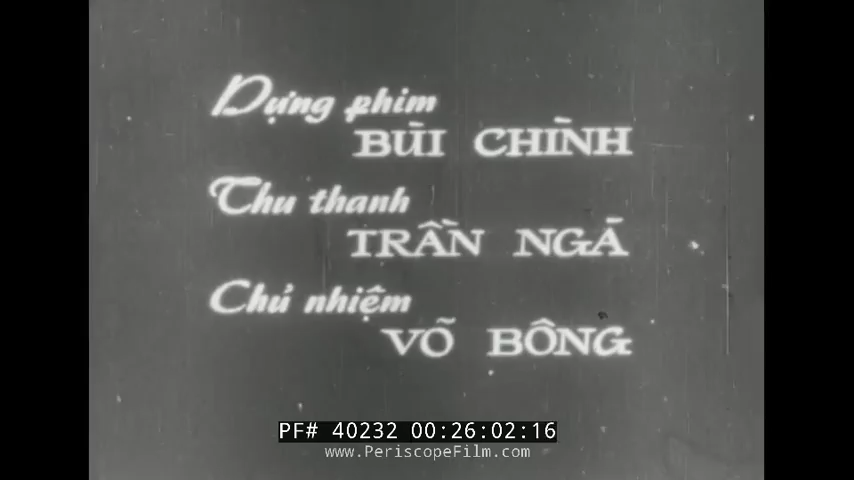 Dựng phim
BÙI CHÌNH
Thu thanh
TRẦN NGÃ
Chủ nhiệm
VÕ BÔNG
PF# 40232 00:26:02:16
www.PeriscopeFilm.com